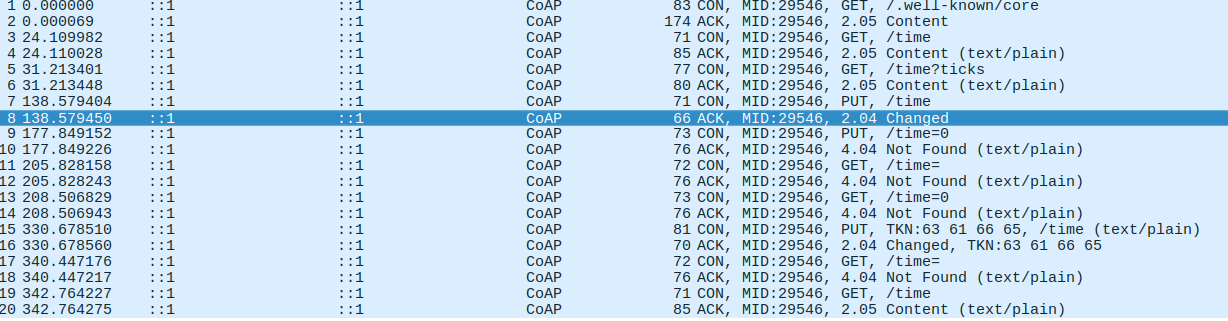 1 0.000000 ::1 ::1 CoAP 83 CON, MID:29546, GET, /.well-known/core
2 0.000069 ::1 ::1 CoAP 174 ACK, MID:29546, 2.05 Content
3 24.109982 ::1 ::1 CoAP 71 CON, MID:29546, GET, /time
4 24.110028 ::1 ::1 CoAP 85 ACK, MID:29546, 2.05 Content (text/plain)
5 31.213401 ::1 ::1 CoAP 77 CON, MID:29546, GET, /time?ticks
6 31.213448 ::1 ::1 CoAP 80 ACK, MID:29546, 2.05 Content (text/plain)
7 138.579404 ::1 ::1 CoAP 71 CON, MID:29546, PUT, /time
8 138.579450 ::1 ::1 CoAP 66 ACK, MID:29546, 2.04 Changed
9 177.849152 ::1 ::1 CoAP 73 CON, MID:29546, PUT, /time=0
10 177.849226 ::1 ::1 CoAP 76 ACK, MID:29546, 4.04 Not Found (text/plain)
11 205.828158 ::1 ::1 CoAP 72 CON, MID:29546, GET, /time=
12 205.828243 ::1 ::1 CoAP 76 ACK, MID:29546, 4.04 Not Found (text/plain)
13 208.506829 ::1 ::1 CoAP 73 CON, MID:29546, GET, /time=0
14 208.506943 ::1 ::1 CoAP 76 ACK, MID:29546, 4.04 Not Found (text/plain)
15 330.678510 ::1 ::1 CoAP 81 CON, MID:29546, PUT, TKN:63 61 66 65, /time (text/plain)
16 330.678560 ::1 ::1 CoAP 70 ACK, MID:29546, 2.04 Changed, TKN:63 61 66 65
17 340.447176 ::1 ::1 CoAP 72 CON, MID:29546, GET, /time=
18 340.447217 ::1 ::1 CoAP 76 ACK, MID:29546, 4.04 Not Found (text/plain)
19 342.764227 ::1 ::1 CoAP 71 CON, MID:29546, GET, /time
20 342.764275 ::1 ::1 CoAP 85 ACK, MID:29546, 2.05 Content (text/plain)